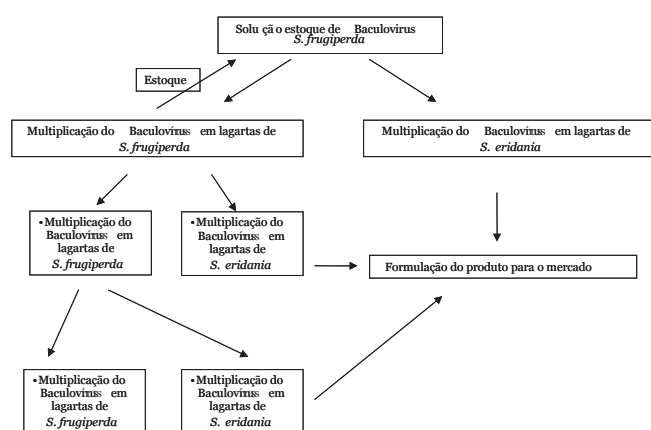 Solu ção estoque de Baculovirus
S. frugiperda
Estoque
Multiplicação do Baculovírus em lagartas de
S. frugiperda
Multiplicação do Baculovírus em lagartas de
S. eridania
•Multiplicação do
Baculovírus em
lagartas de
S. frugiperda
•Multiplicação do
Baculovírus em
lagartas de
S. eridania
Formulação do produto para o mercado
•Multiplicação do
Baculovírus em
lagartas de
S. frugiperda
•Multiplicação do
Baculovírus em
lagartas de
S. eridania